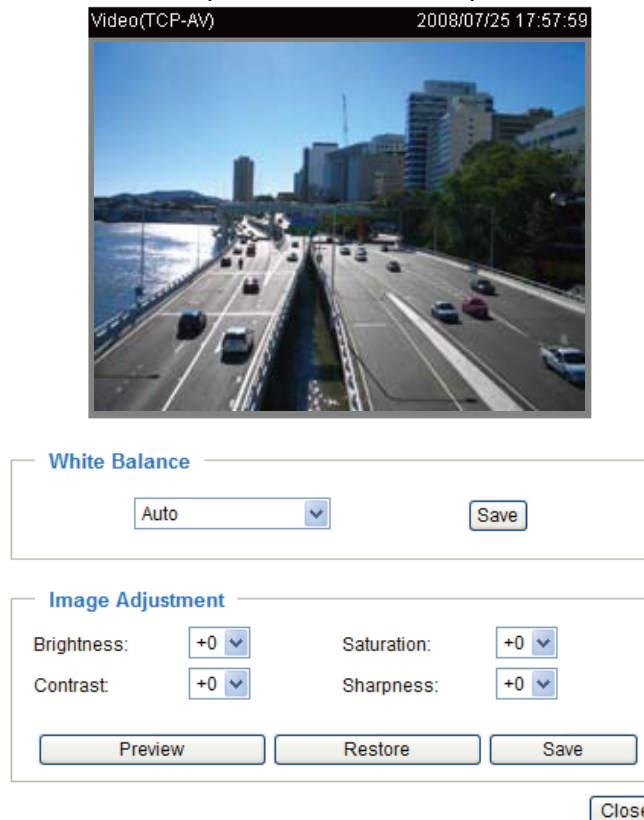 Video(TCP-AV) 2008/07/25 17:57:59
White Balance
Auto Save
Image Adjustment
Brightness: +0 Saturation: +0
Contrast: +0 Sharpness: +0
Preview Restore Save
Close